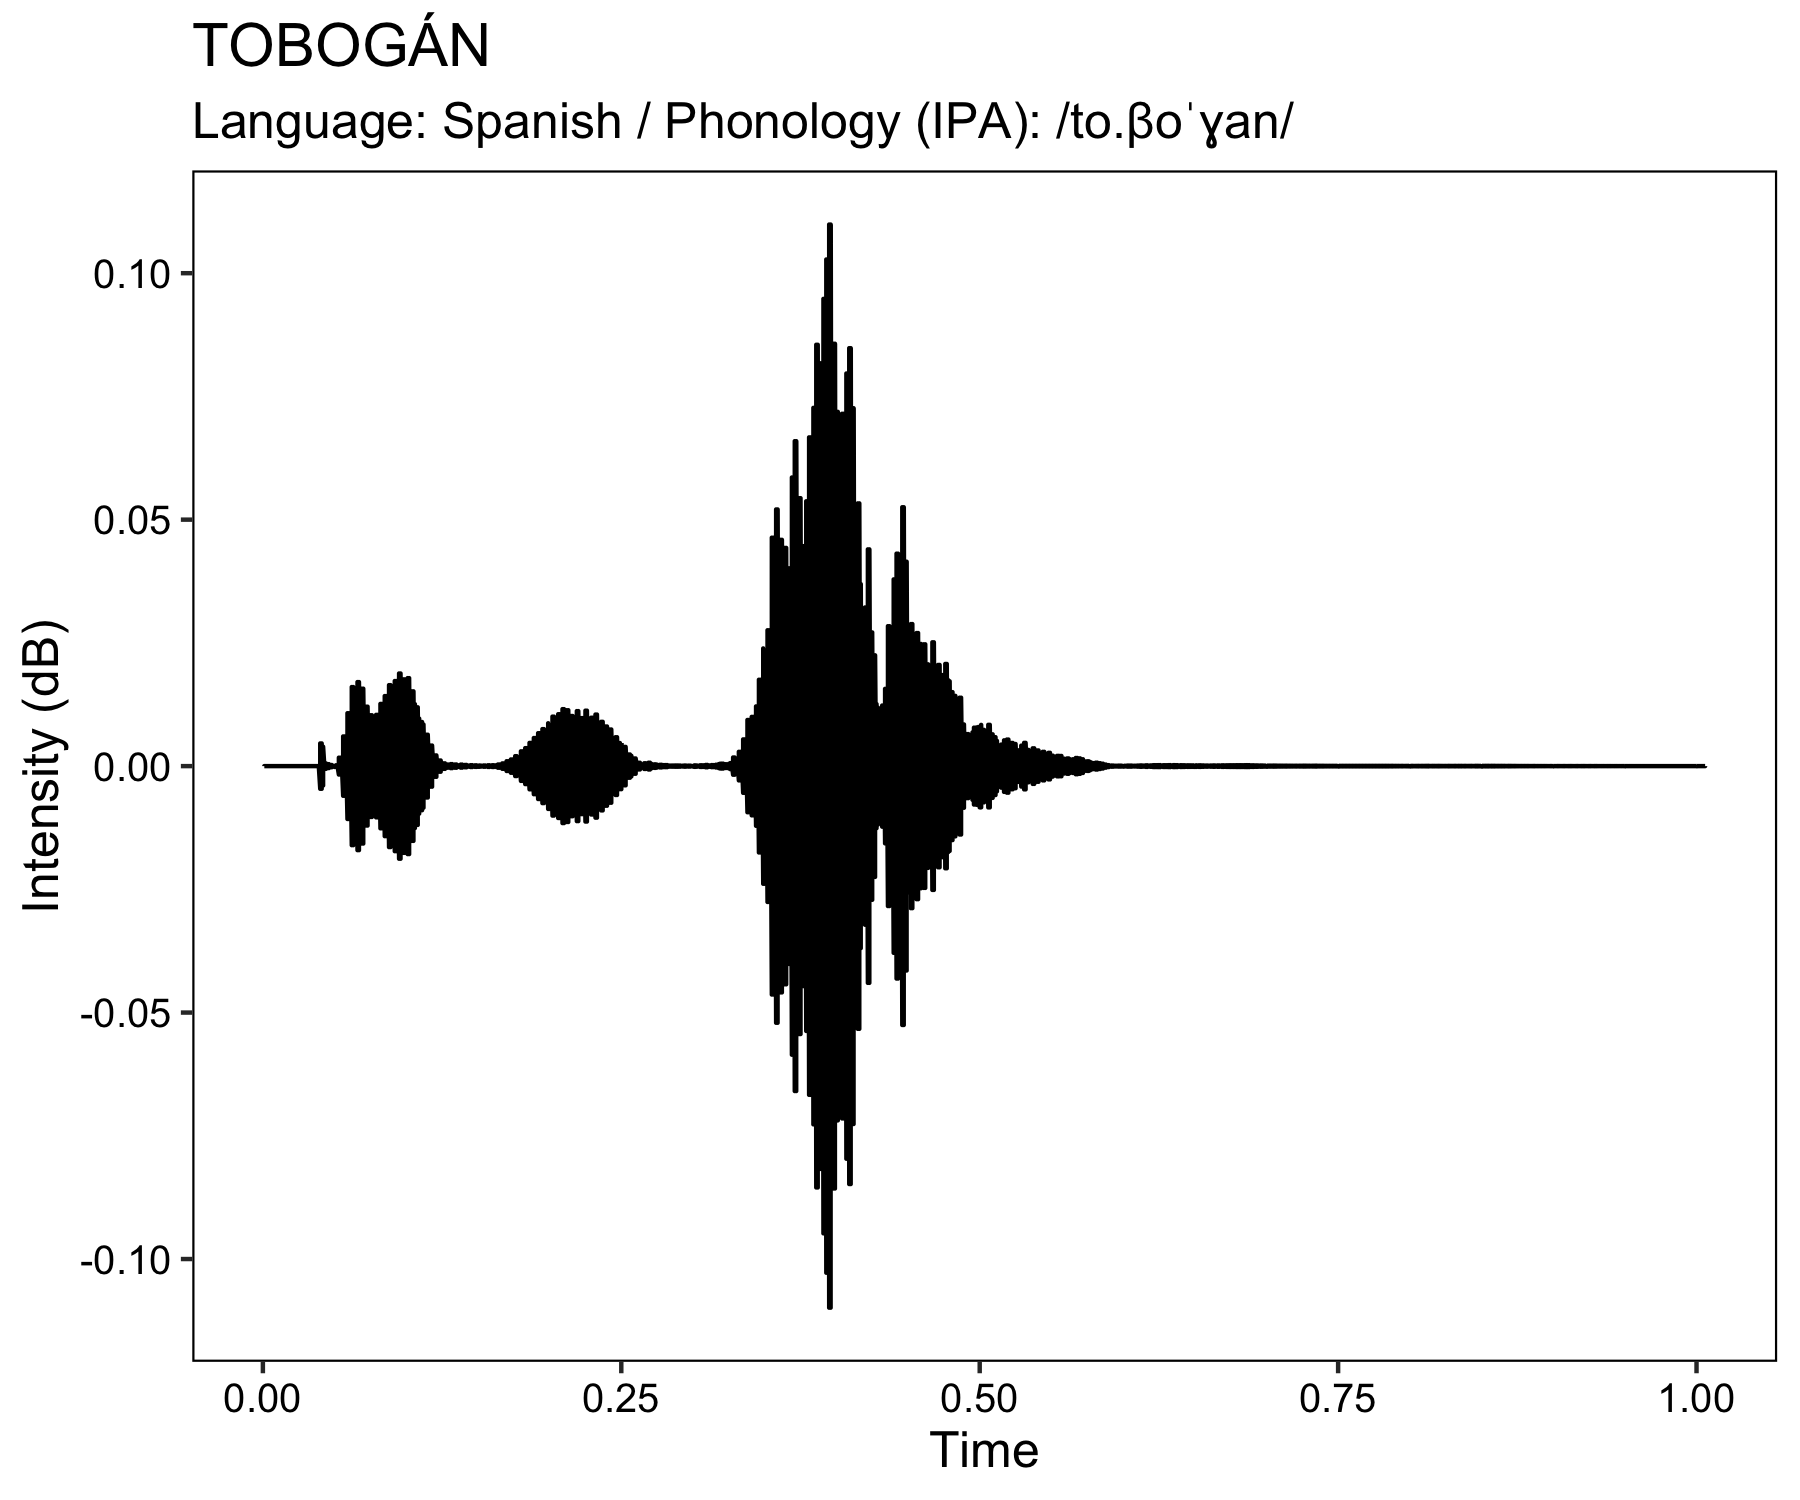 TOBOGÁN
Language: Spanish / Phonology (IPA): /to.βoˈɣan/
0.10
0.05
0.00
-0.05
-0.10
Intensity (dB)
0.00 0.25 0.50 0.75 1.00
Time